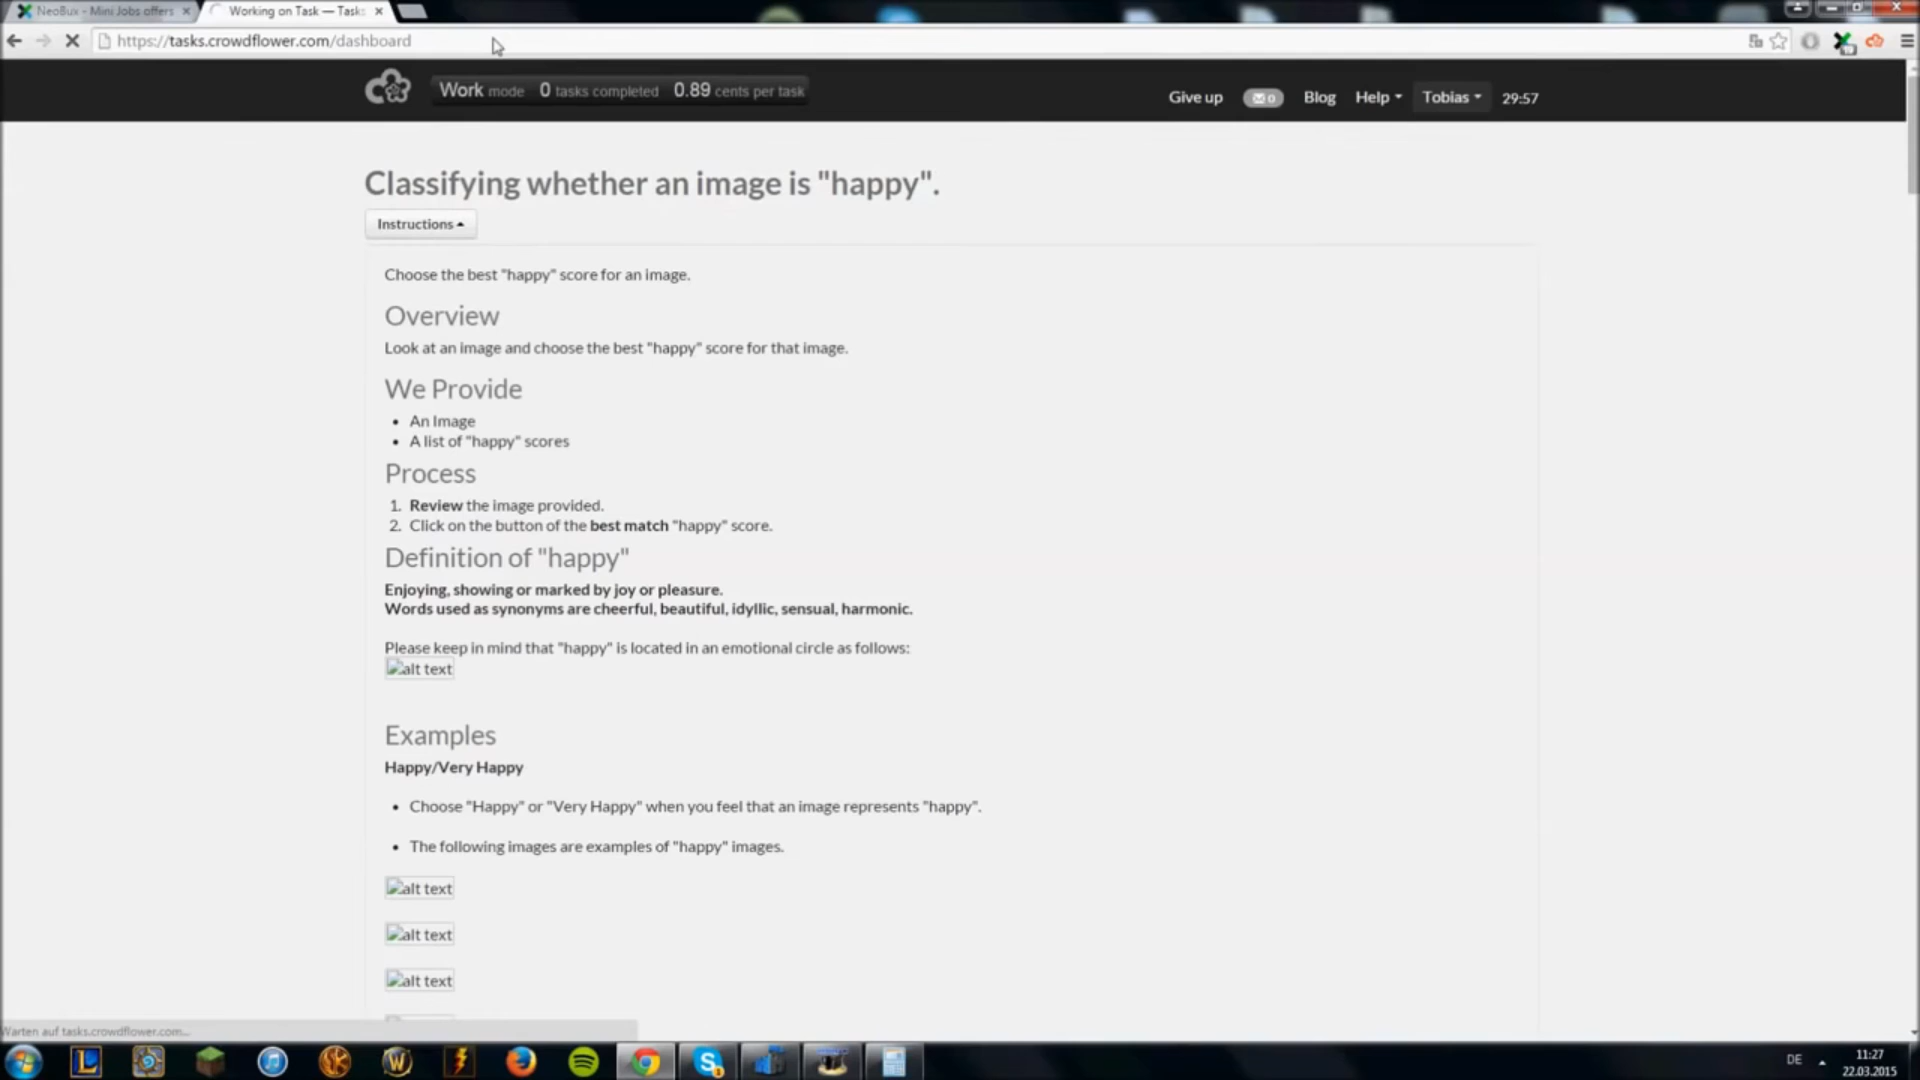 NeoBux - Mini Jobs offers
Working on Task — Tasks
https://tasks.crowdflower.com/dashboard
Work mode 0 tasks completed 0.89 cents per task
Give up 0 Blog Help Tobias 29:57
Classifying whether an image is "happy".
Instructions
Choose the best "happy" score for an image.
Overview
Look at an image and choose the best "happy" score for that image.
We Provide
• An Image
• A list of "happy" scores
Process
1. Review the image provided.
2. Click on the button of the best match "happy" score.
Definition of "happy"
Enjoying, showing or marked by joy or pleasure.
Words used as synonyms are cheerful, beautiful, idyllic, sensual, harmonic.
Please keep in mind that "happy" is located in an emotional circle as follows:
alt text
Examples
Happy/Very Happy
• Choose "Happy" or "Very Happy" when you feel that an image represents "happy".
• The following images are examples of "happy" images.
alt text
alt text
alt text
Warten auf tasks.crowdflower.com...
DE
11:27
22.03.2015